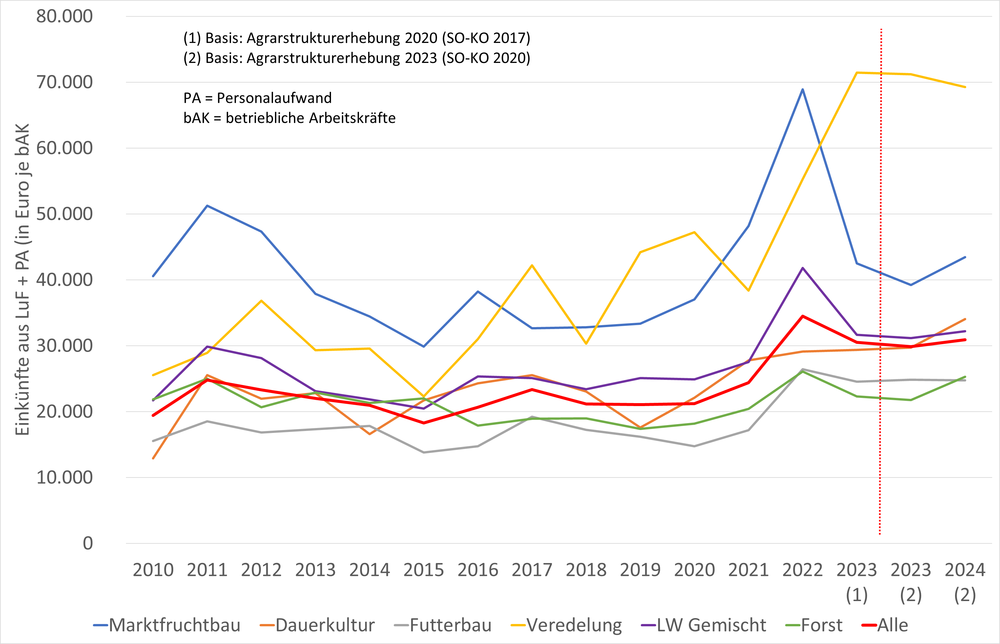 80.000
70.000
60.000
50.000
40.000
30.000
20.000
10.000
0
Einkünfte aus LuF + PA (in Euro je bAK
(1) Basis: Agrarstrukturerhebung 2020 (SO-KO 2017)
(2) Basis: Agrarstrukturerhebung 2023 (SO-KO 2020)
PA = Personalaufwand
bAK = betriebliche Arbeitskräfte
2010 2011 2012 2013 2014 2015 2016 2017 2018 2019 2020 2021 2022 2023 2023 2024
(1) (2) (2)
Marktfruchtbau Dauerkultur Futterbau Veredelung LW Gemischt Forst Alle